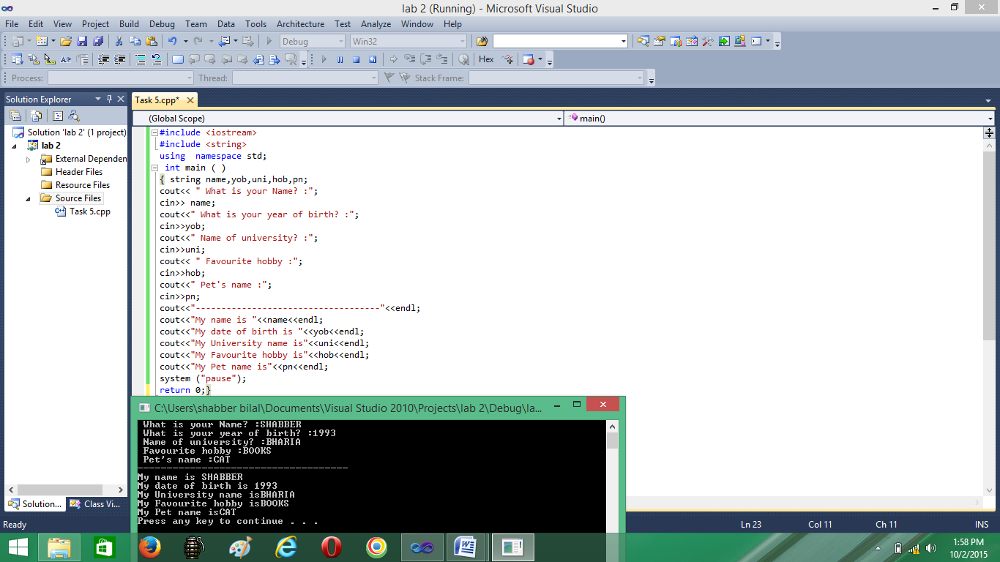 lab 2 (Running) - Microsoft Visual Studio
File Edit View Project Build Debug Team Data Tools Architecture Test Analyze Window Help
Debug Win32
Hex
Process: Thread: Stack Frame:
Solution Explorer
Task 5.cpp*
(Global Scope) main()
Solution 'lab 2' (1 project)
lab 2
External Dependen
Header Files
Resource Files
Source Files
Task 5.cpp
#include <iostream>
#include <string>
using  namespace std;
int main ( )
{ string name,yob,uni,hob,pn;
cout<< " What is your Name? :";
cin>> name;
cout<<" What is your year of birth? :";
cin>>yob;
cout<<" Name of university? :";
cin>>uni;
cout<< " Favourite hobby :";
cin>>hob;
cout<<" Pet's name :";
cin>>pn;
cout<<"------------------------------------"<<endl;
cout<<"My name is "<<name<<endl;
cout<<"My date of birth is "<<yob<<endl;
cout<<"My University name is"<<uni<<endl;
cout<<"My Favourite hobby is"<<hob<<endl;
cout<<"My Pet name is"<<pn<<endl;
system ("pause");
return 0;}
C:\Users\shabber bilal\Documents\Visual Studio 2010\Projects\lab 2\Debug\la...
What is your Name? :SHABBER
What is your year of birth? :1993
Name of university? :BHARIA
Favourite hobby :BOOKS
Pet's name :CAT
------------------------------------
My name is SHABBER
My date of birth is 1993
My University name isBHARIA
My Favourite hobby isBOOKS
My Pet name isCAT
Press any key to continue . . .
Solution... Class Vi...
Ready Ln 23 Col 11 Ch 11 INS
1:58 PM
10/2/2015